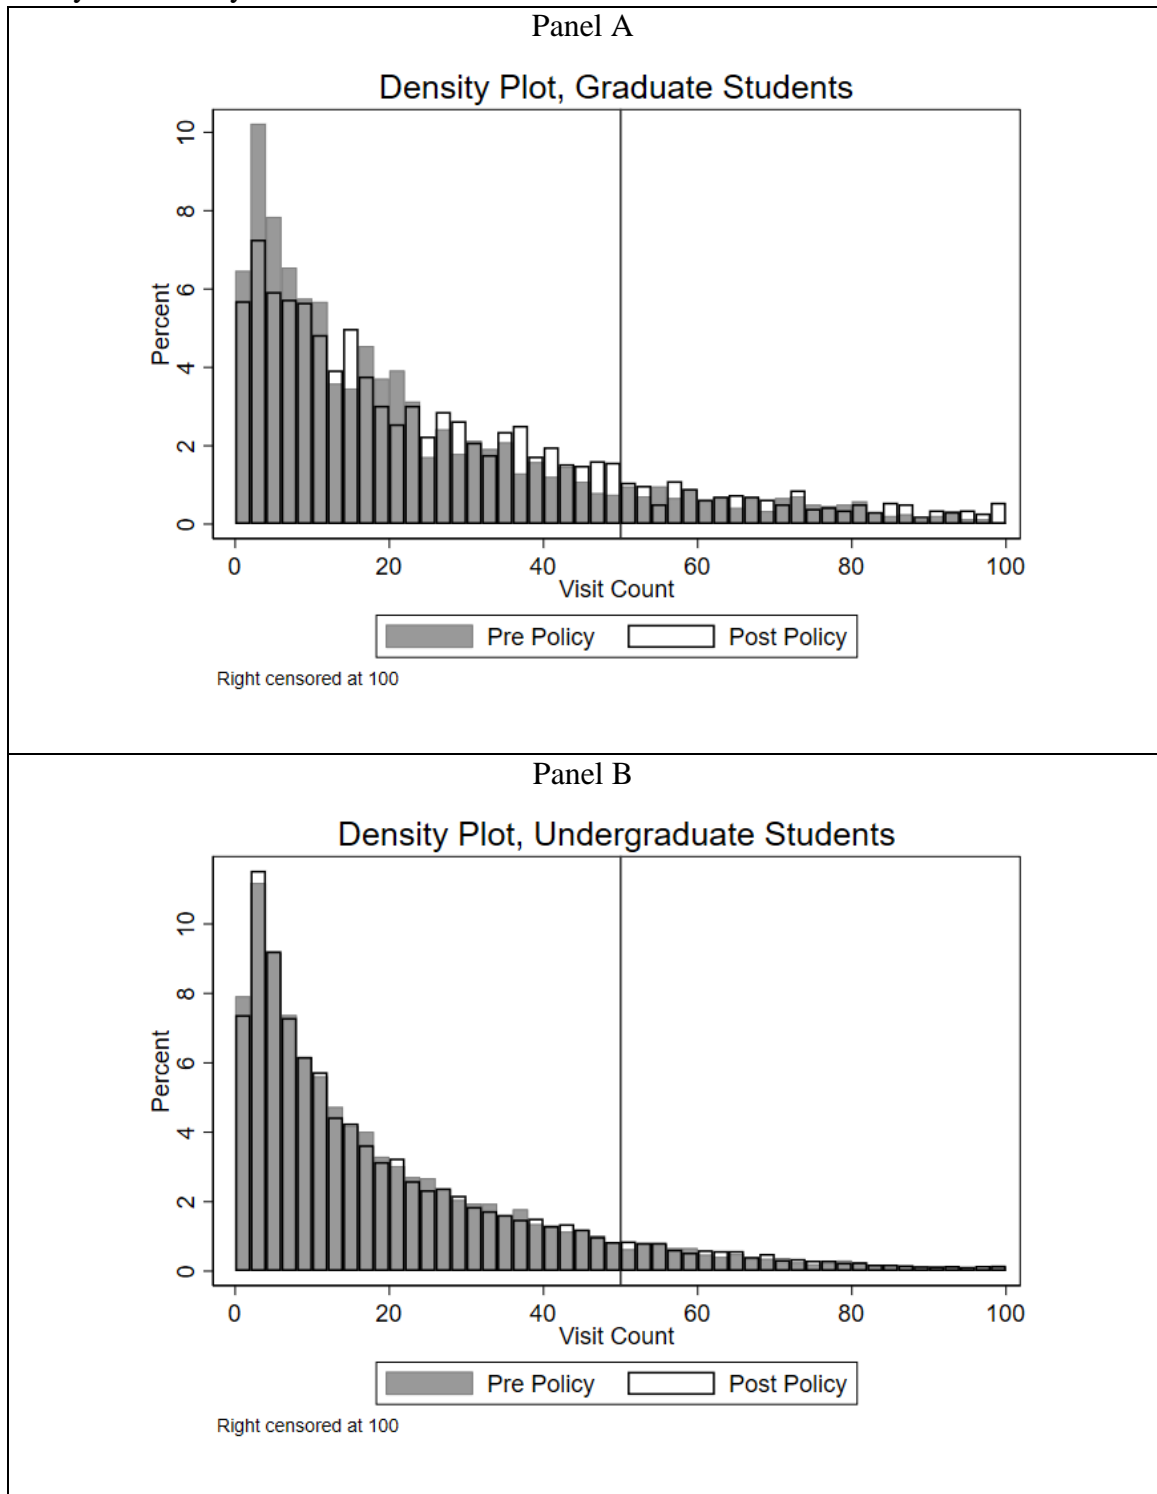 Panel A
Density Plot, Graduate Students
10
8
6
4
2
0
Percent
0 20 40 60 80 100
Visit Count
Pre Policy Post Policy
Right censored at 100
Panel B
Density Plot, Undergraduate Students
10
8
6
4
2
0
Percent
0 20 40 60 80 100
Visit Count
Pre Policy Post Policy
Right censored at 100